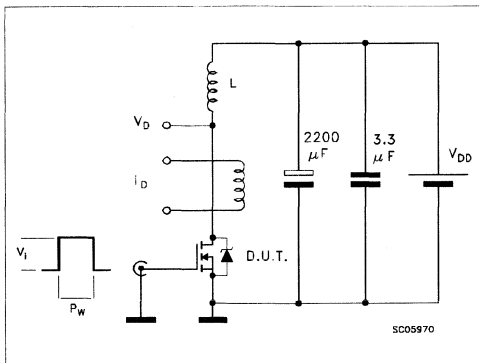 L
V_D
2200
μF
3.3
μF
V_DD
i_D
V_i
D.U.T.
P_W
SC05970